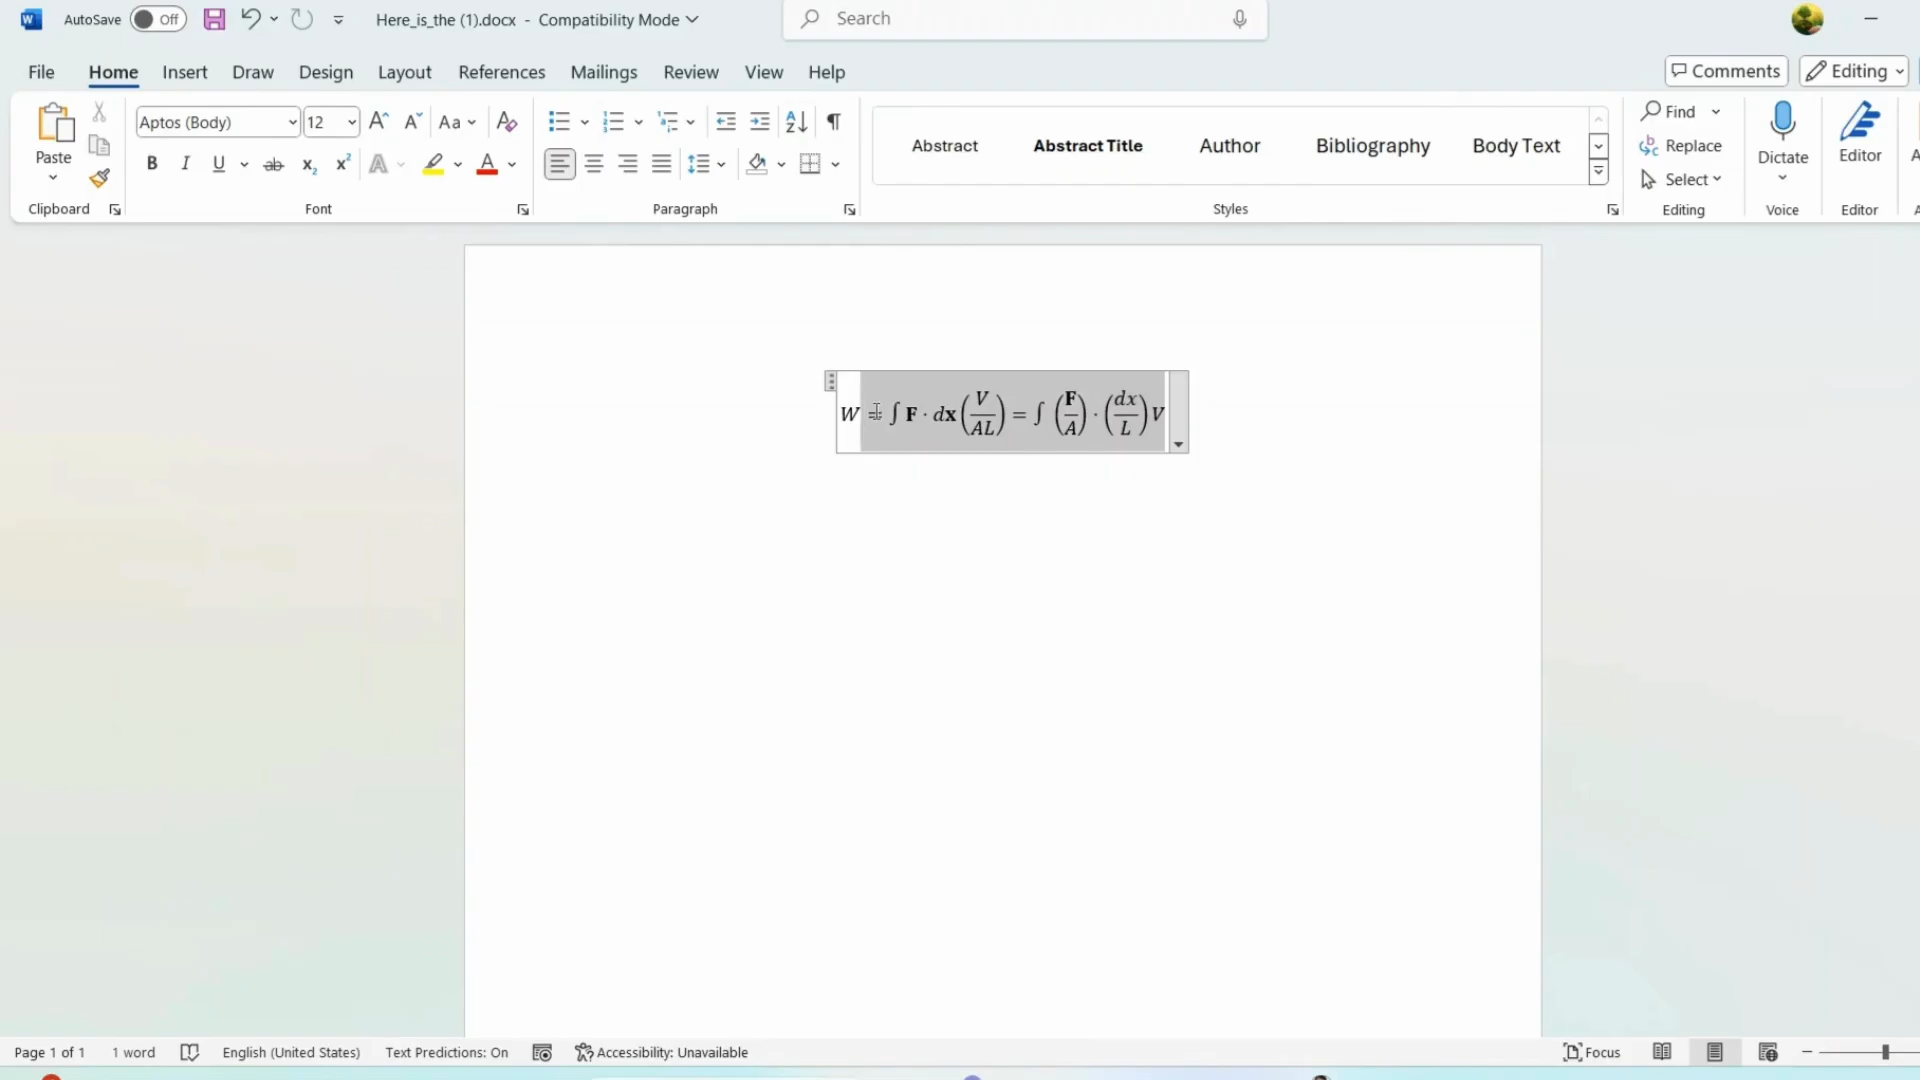 AutoSave Off Here_is_the (1).docx - Compatibility Mode Search
File Home Insert Draw Design Layout References Mailings Review View Help Comments Editing
Paste Aptos (Body) 12 Aa Abstract Abstract Title Author Bibliography Body Text Find Replace Select Dictate Editor
Clipboard Font Paragraph Styles Editing Voice Editor
W = ∫ F · dx (V/AL) = ∫ (F/A) · (dx/L) V
Page 1 of 1 1 word English (United States) Text Predictions: On Accessibility: Unavailable Focus